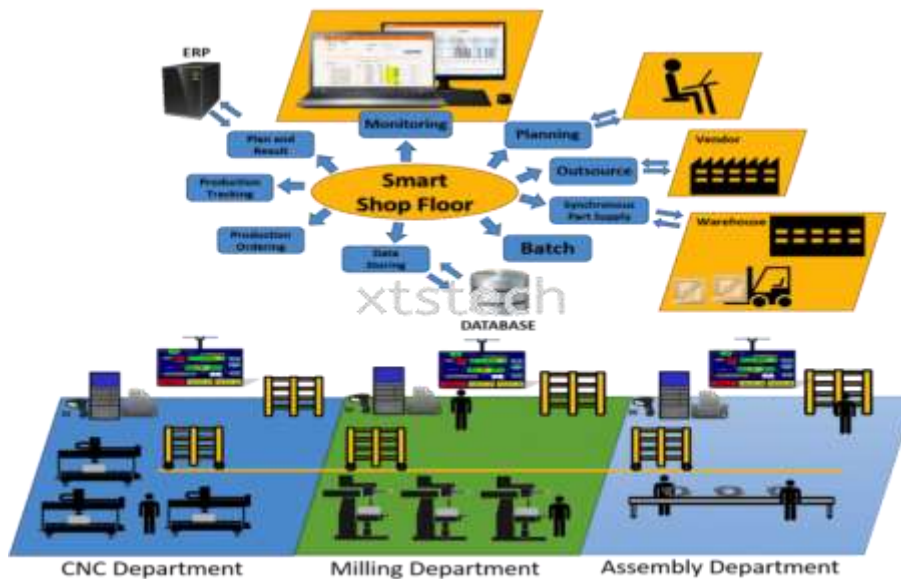 ERP
Monitoring
Planning
Plan and
Result
Vendor
Outsource
Production
Tracking
Smart
Shop Floor
Synchronous
Part Supply
Warehouse
Production
Ordering
Batch
Data
Storing
xtstech
DATABASE
CNC Department
Milling Department
Assembly Department